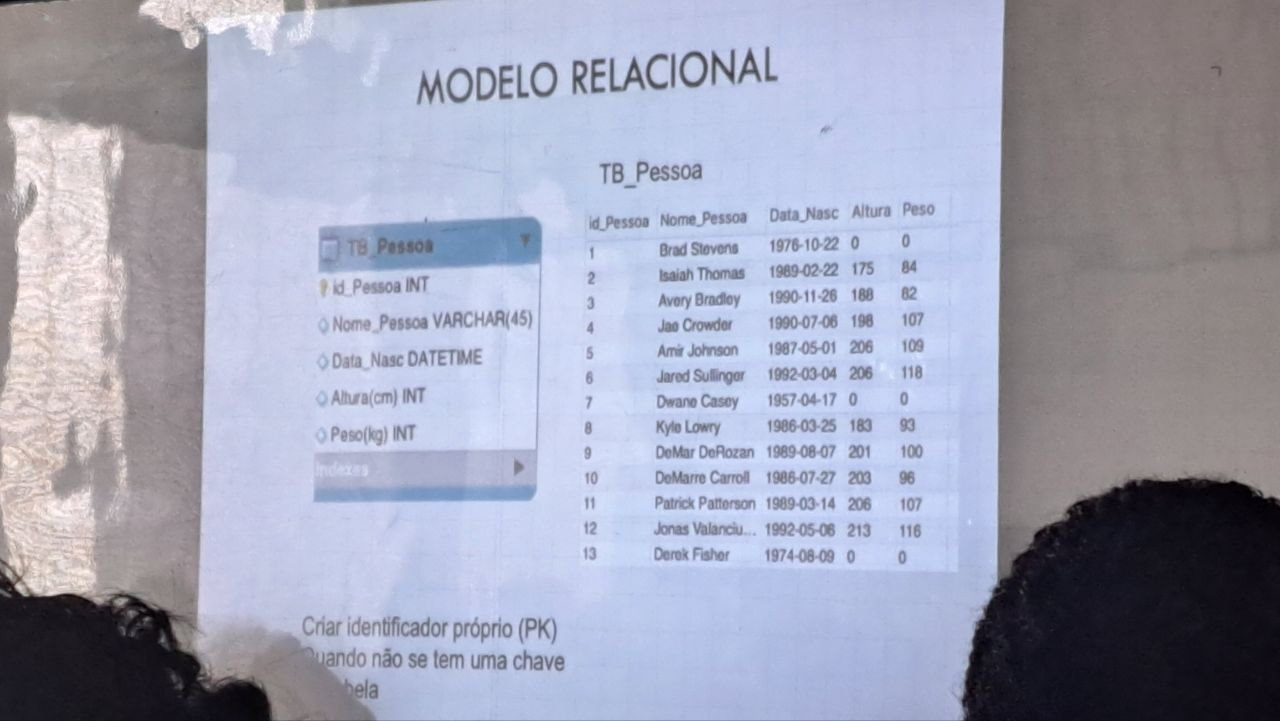 MODELO RELACIONAL
TB_Pessoa
TB_Pessoa
id_Pessoa INT
Nome_Pessoa VARCHAR(45)
Data_Nasc DATETIME
Altura(cm) INT
Peso(kg) INT
Indexes
id_Pessoa Nome_Pessoa Data_Nasc Altura Peso
1 Brad Stevens 1976-10-22 0 0
2 Isaiah Thomas 1989-02-22 175 84
3 Avery Bradley 1990-11-26 188 82
4 Jae Crowder 1990-07-06 198 107
5 Amir Johnson 1987-05-01 206 109
6 Jared Sullinger 1992-03-04 206 118
7 Dwane Casey 1957-04-17 0 0
8 Kyle Lowry 1986-03-25 183 93
9 DeMar DeRozan 1989-08-07 201 100
10 DeMarre Carroll 1986-07-27 203 96
11 Patrick Patterson 1989-03-14 206 107
12 Jonas Valanciu... 1992-05-06 213 116
13 Derek Fisher 1974-08-09 0 0
Criar identificador próprio (PK)
Quando não se tem uma chave